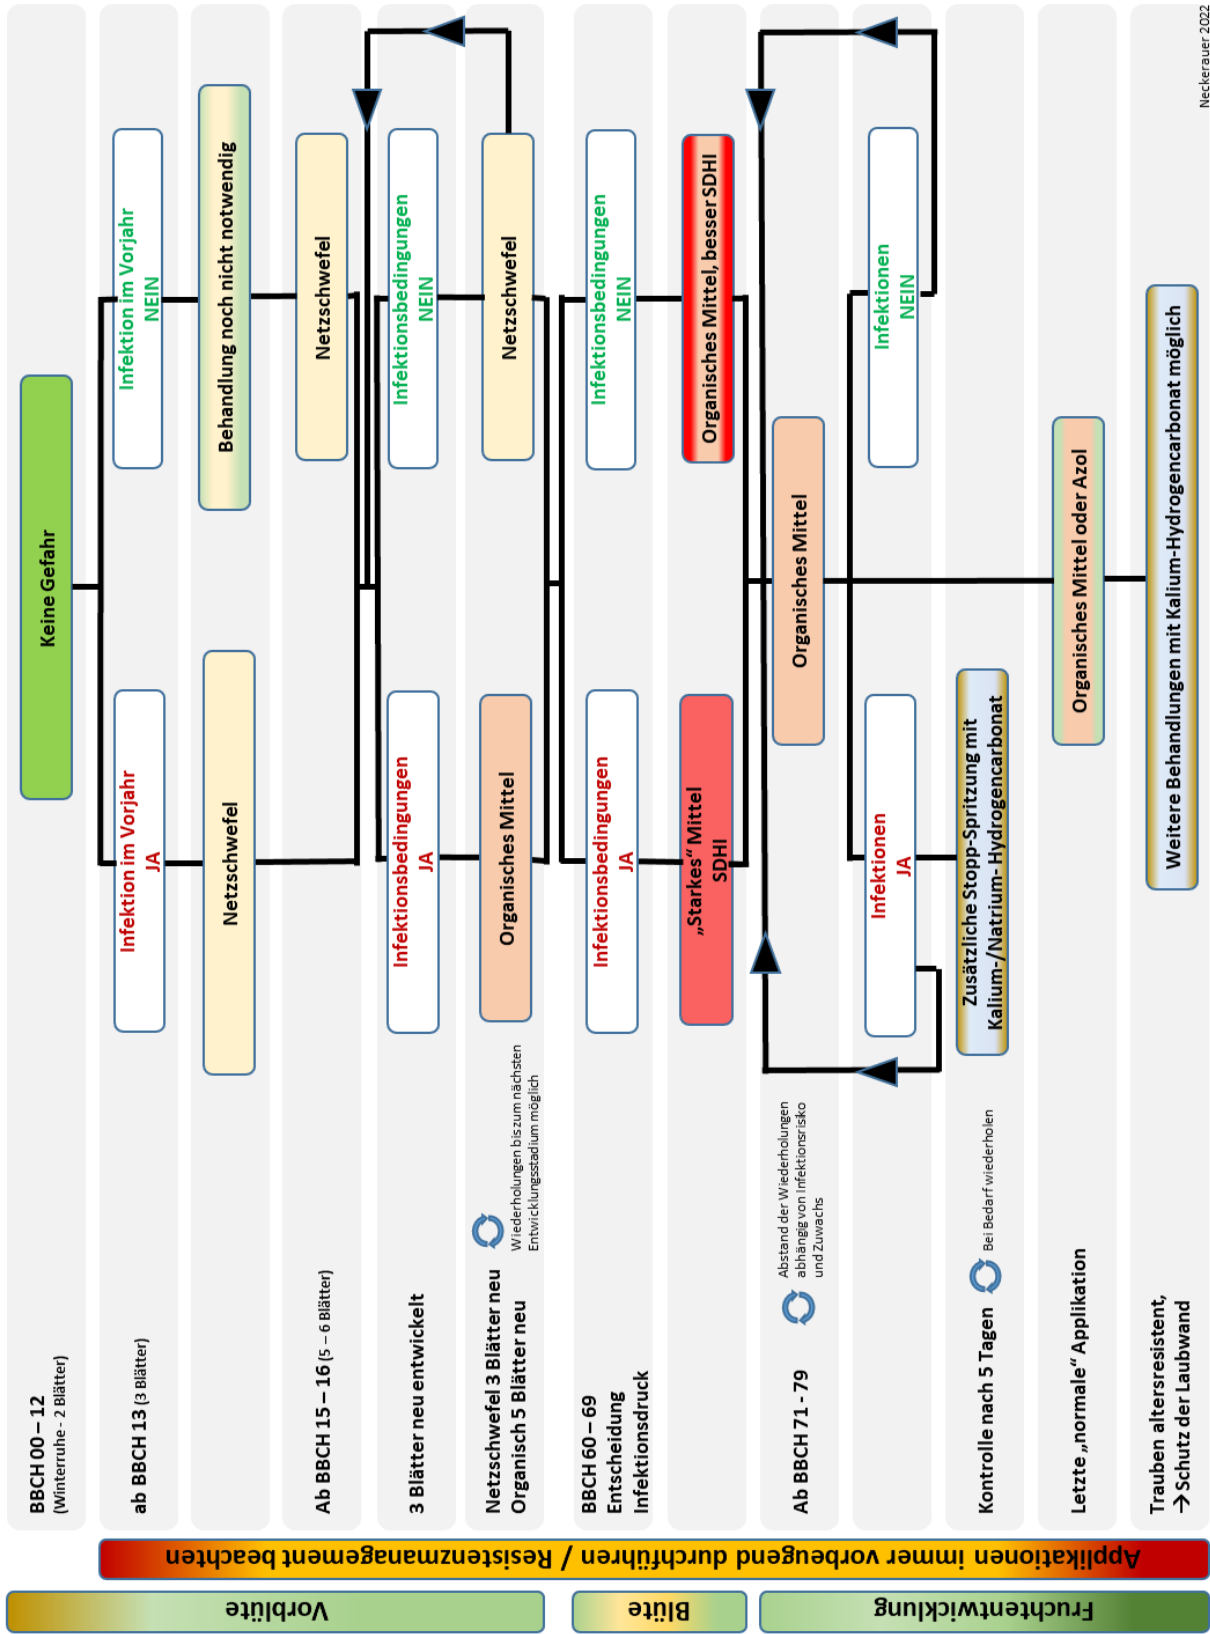 Vorblüte
Blüte
Fruchtentwicklung
Applikationen immer vorbeugend durchführen / Resistenzmanagement beachten
BBCH 00 – 12
(Winterruhe - 2 Blätter)
Keine Gefahr
ab BBCH 13 (3 Blätter)
Infektion im Vorjahr
JA
Infektion im Vorjahr
NEIN
Netzschwefel
Behandlung noch nicht notwendig
Ab BBCH 15 – 16 (5 – 6 Blätter)
Netzschwefel
3 Blätter neu entwickelt
Infektionsbedingungen
JA
Infektionsbedingungen
NEIN
Netzschwefel 3 Blätter neu
Organisch 5 Blätter neu
Wiederholungen bis zum nächsten
Entwicklungsstadium möglich
Organisches Mittel
Netzschwefel
BBCH 60 – 69
Entscheidung
Infektionsdruck
Infektionsbedingungen
JA
Infektionsbedingungen
NEIN
„Starkes“ Mittel
SDHI
Organisches Mittel, besser SDHI
Ab BBCH 71 - 79
Abstand der Wiederholungen
abhängig von Infektionsrisiko
und Zuwachs
Organisches Mittel
Infektionen
JA
Infektionen
NEIN
Kontrolle nach 5 Tagen
Bei Bedarf wiederholen
Zusätzliche Stopp-Spritzung mit
Kalium-/Natrium- Hydrogencarbonat
Letzte „normale“ Applikation
Organisches Mittel oder Azol
Trauben altersresistent,
→ Schutz der Laubwand
Weitere Behandlungen mit Kalium-Hydrogencarbonat möglich
Neckerauer 2022